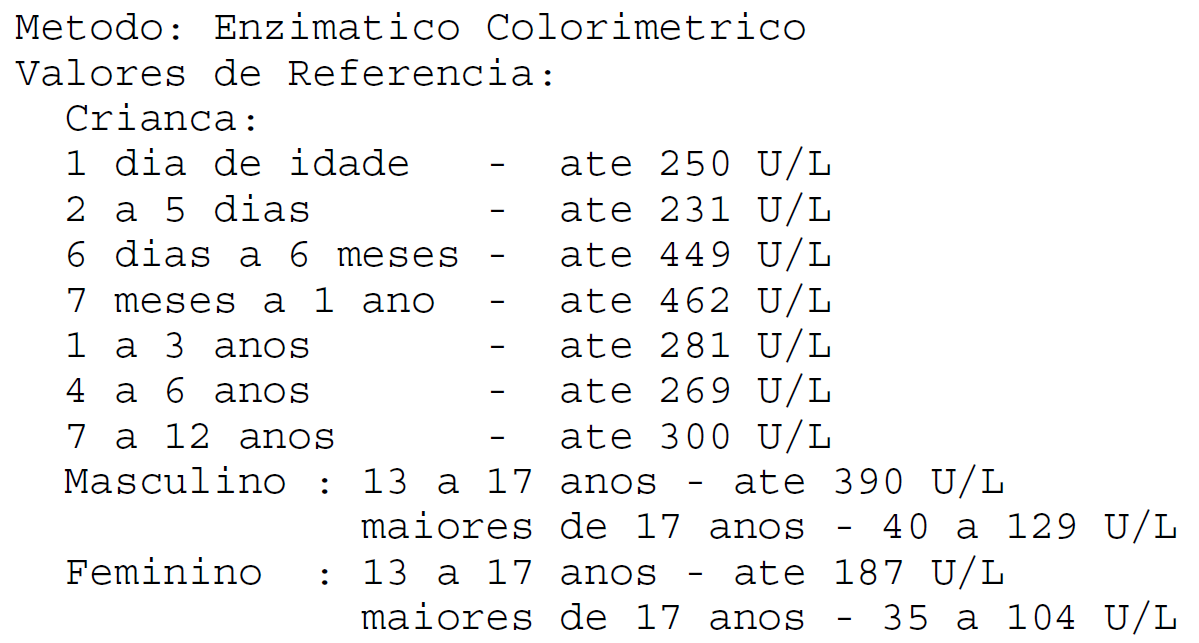 Metodo: Enzimatico Colorimetrico
Valores de Referencia:
Crianca:
1 dia de idade - ate 250 U/L
2 a 5 dias - ate 231 U/L
6 dias a 6 meses - ate 449 U/L
7 meses a 1 ano - ate 462 U/L
1 a 3 anos - ate 281 U/L
4 a 6 anos - ate 269 U/L
7 a 12 anos - ate 300 U/L
Masculino : 13 a 17 anos - ate 390 U/L
maiores de 17 anos - 40 a 129 U/L
Feminino : 13 a 17 anos - ate 187 U/L
maiores de 17 anos - 35 a 104 U/L